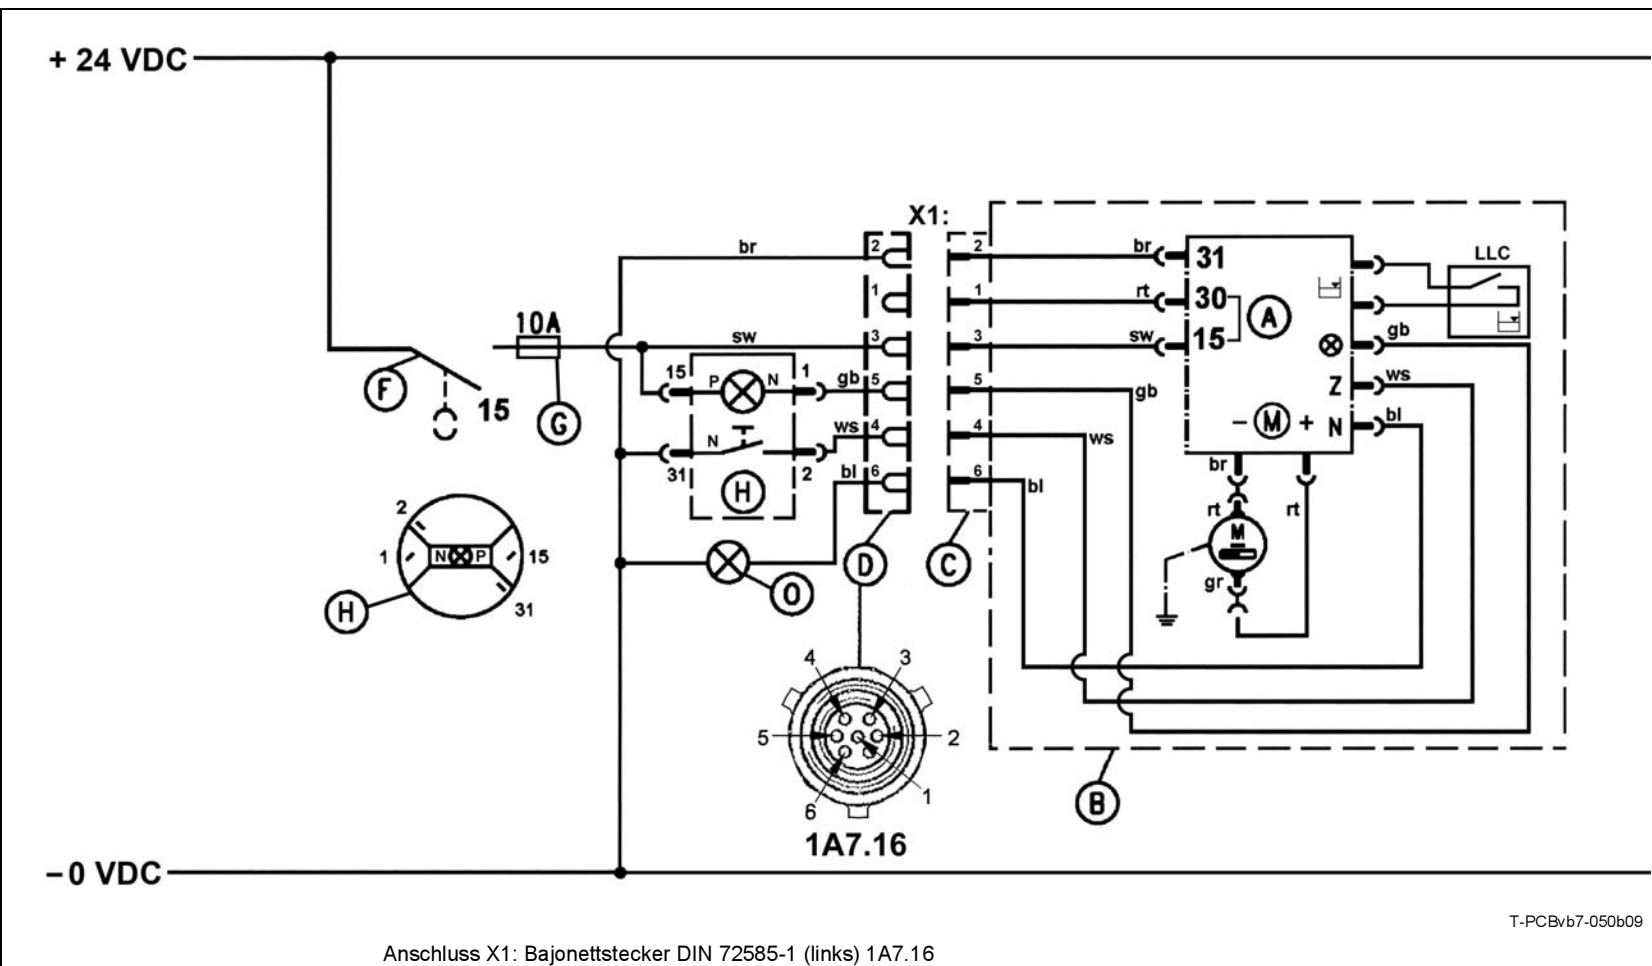 + 24 VDC
X1:
br
2
2
br
31
LLC
1
1
rt
30
A
10A
sw
3
3
sw
15
gb
F
15
G
15
P
N
1
gb
5
5
gb
Z
ws
N
ws
4
4
ws
– M +
N
bl
31
H
2
bl
6
6
bl
br
rt
rt
M
2
1
N
P
15
31
H
O
D
C
gr
4
3
5
2
6
1
B
1A7.16
– 0 VDC
T-PCBvb7-050b09
Anschluss X1: Bajonettstecker DIN 72585-1 (links) 1A7.16